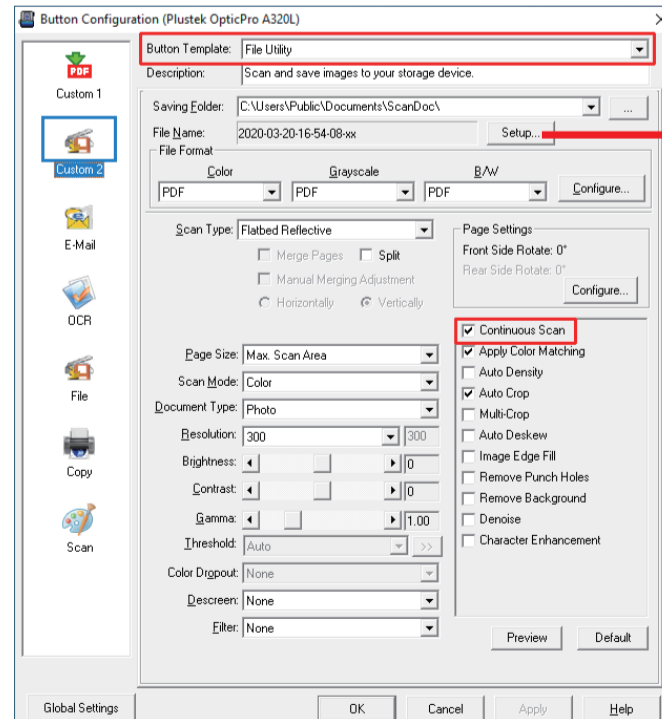 Button Configuration (Plustek OpticPro A320L)
PDF
Custom 1
Custom 2
E-Mail
OCR
File
Copy
Scan
Button Template: File Utility
Description: Scan and save images to your storage device.
Saving Folder: C:\Users\Public\Documents\ScanDoc\ ...
File Name: 2020-03-20-16-54-08-xx Setup...
File Format
Color Grayscale B/W
PDF PDF PDF Configure...
Scan Type: Flatbed Reflective
Merge Pages Split
Manual Merging Adjustment
Horizontally Vertically
Page Settings
Front Side Rotate: 0°
Rear Side Rotate: 0°
Configure...
Page Size: Max. Scan Area
Scan Mode: Color
Document Type: Photo
Resolution: 300 300
Brightness: 0
Contrast: 0
Gamma: 1.00
Threshold: Auto >>
Color Dropout: None
Descreen: None
Filter: None
Continuous Scan
Apply Color Matching
Auto Density
Auto Crop
Multi-Crop
Auto Deskew
Image Edge Fill
Remove Punch Holes
Remove Background
Denoise
Character Enhancement
Preview Default
Global Settings OK Cancel Apply Help